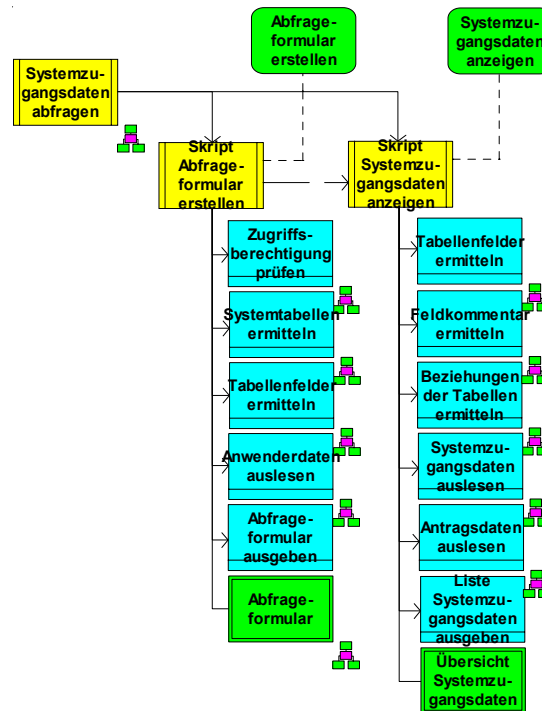 Abfrage-
formular
erstellen
Systemzu-
gangsdaten
anzeigen
Systemzu-
gangsdaten
abfragen
Skript
Abfrage-
formular
erstellen
Skript
Systemzu-
gangsdaten
anzeigen
Zugriffs-
berechtigung
prüfen
Systemtabellen
ermitteln
Tabellenfelder
ermitteln
Anwenderdaten
auslesen
Abfrage-
formular
ausgeben
Abfrage-
formular
Tabellenfelder
ermitteln
Feldkommentar
ermitteln
Beziehungen
der Tabellen
ermitteln
Systemzu-
gangsdaten
auslesen
Antragsdaten
auslesen
Liste
Systemzu-
gangsdaten
ausgeben
Übersicht
Systemzu-
gangsdaten